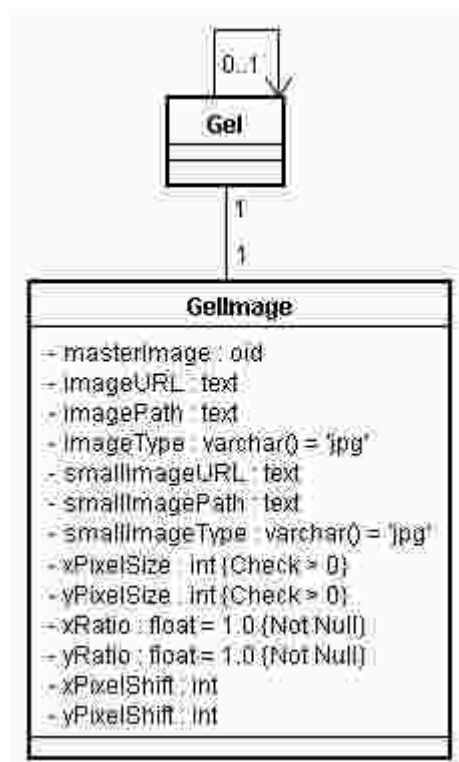 0..1
Gel
1
1
GelImage
- masterImage : oid
- imageURL : text
- imagePath : text
- imageType : varchar() = 'jpg'
- smallImageURL : text
- smallImagePath : text
- smallImageType : varchar() = 'jpg'
- xPixelSize : int {Check > 0}
- yPixelSize : int {Check > 0}
- xRatio : float = 1.0 {Not Null}
- yRatio : float = 1.0 {Not Null}
- xPixelShift : int
- yPixelShift : int